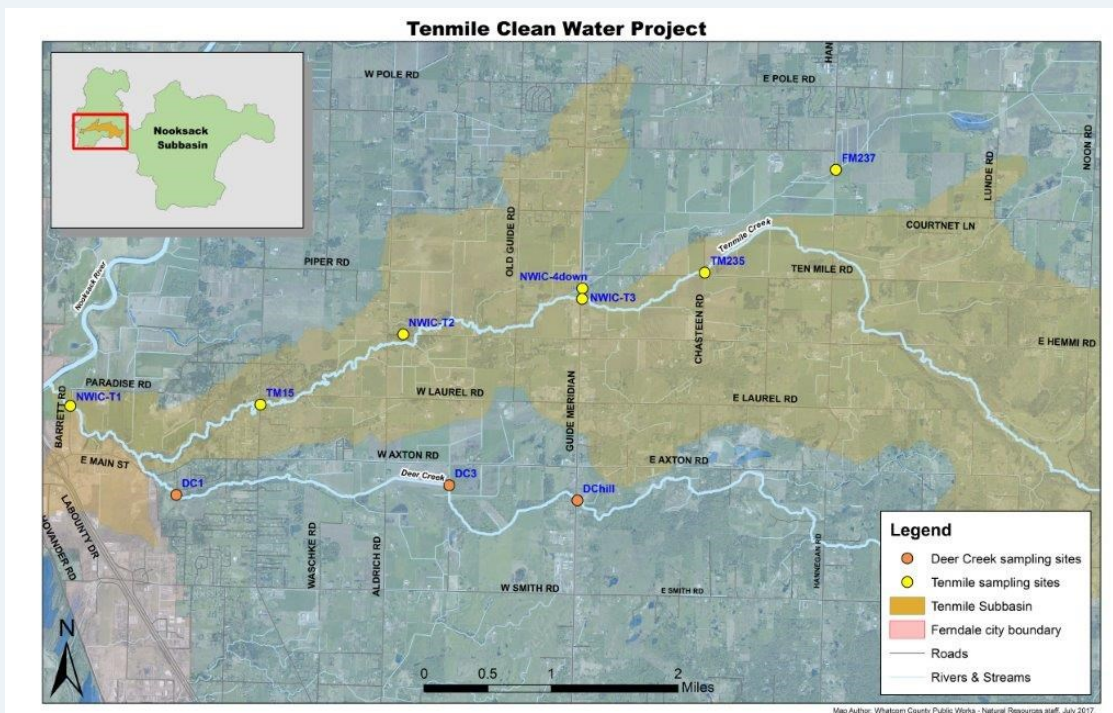 Tenmile Clean Water Project
Nooksack
Subbasin
W POLE RD
E POLE RD
HAN
NOON RD
LUNDE RD
FM237
COURTNET LN
Tenmile Creek
OLD GUIDE RD
PIPER RD
Nooksack River
TM235
TEN MILE RD
NWIC-4down
NWIC-T3
NWIC-T2
CHASTEEN RD
E HEMMI RD
PARADISE RD
NWIC-T1
TM15
W LAUREL RD
E LAUREL RD
BARRETT RD
GUIDE MERIDIAN
E MAIN ST
W AXTON RD
E AXTON RD
Deer Creek
DC3
DC1
DChill
LABOUNTY DR
HOVANDER RD
WASCHKE RD
ALDRICH RD
HANNEGAN RD
W SMITH RD
E SMITH RD
N
0 0.5 1 2
Miles
Legend
Deer Creek sampling sites
Tenmile sampling sites
Tenmile Subbasin
Ferndale city boundary
Roads
Rivers & Streams
Map Author: Whatcom County Public Works - Natural Resources staff, July 2017.